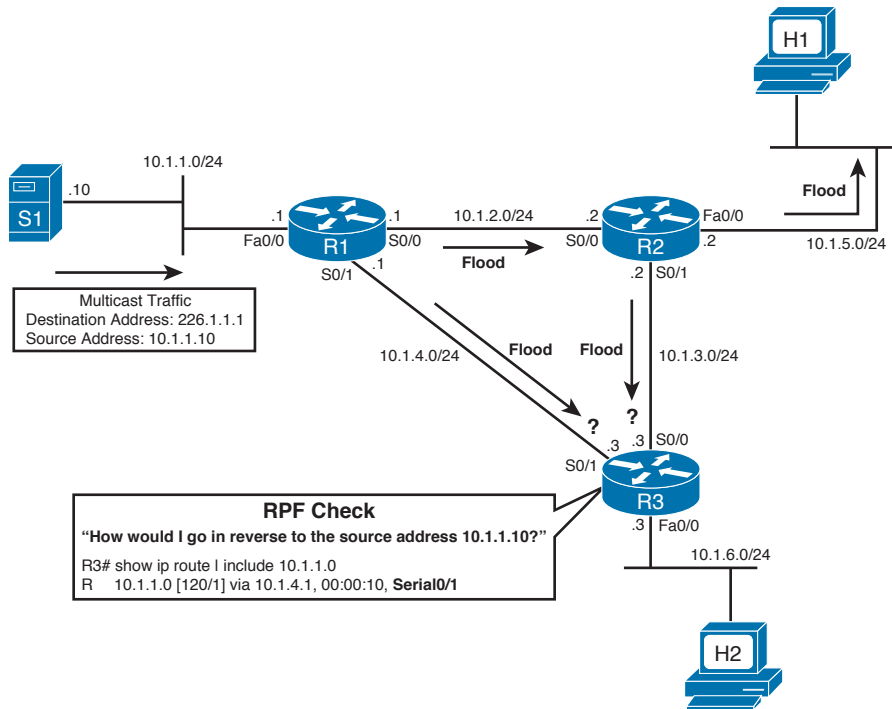 H1
10.1.1.0/24
.10
S1
.1
Fa0/0
R1
.1
S0/0
S0/1
.1
10.1.2.0/24
Flood
.2
S0/0
R2
Fa0/0
.2
.2 S0/1
Flood
10.1.5.0/24
Multicast Traffic
Destination Address: 226.1.1.1
Source Address: 10.1.1.10
10.1.4.0/24
Flood
Flood
10.1.3.0/24
?
?
.3
.3
S0/0
S0/1
R3
.3
Fa0/0
RPF Check
“How would I go in reverse to the source address 10.1.1.10?”
R3# show ip route | include 10.1.1.0
R 10.1.1.0 [120/1] via 10.1.4.1, 00:00:10, Serial0/1
10.1.6.0/24
H2